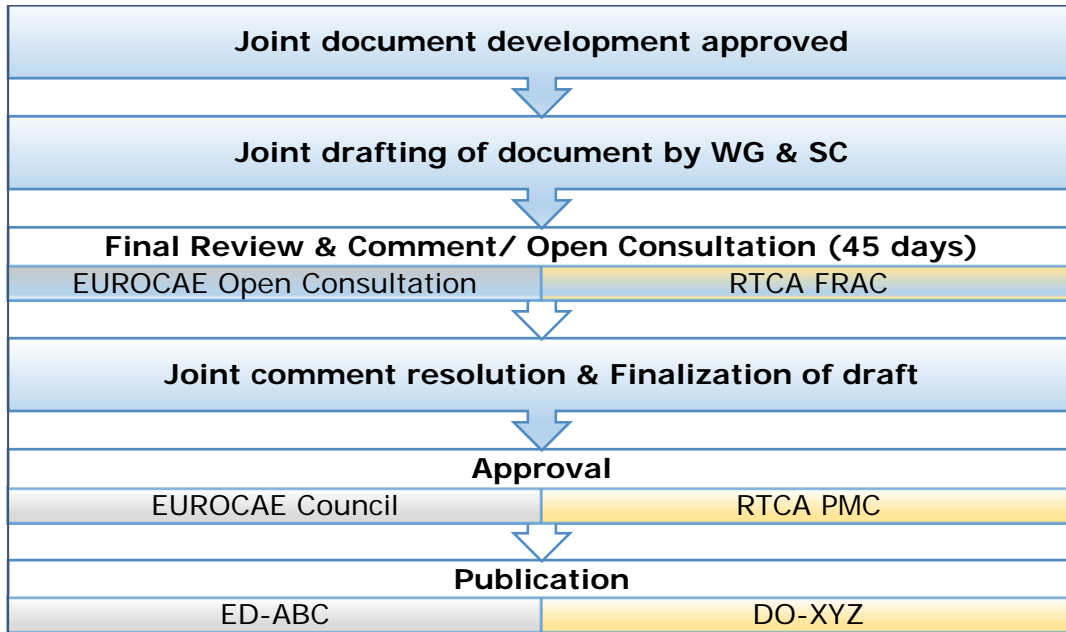 Joint document development approved
Joint drafting of document by WG & SC
Final Review & Comment/ Open Consultation (45 days)
EUROCAE Open Consultation
RTCA FRAC
Joint comment resolution & Finalization of draft
Approval
EUROCAE Council
RTCA PMC
Publication
ED-ABC
DO-XYZ